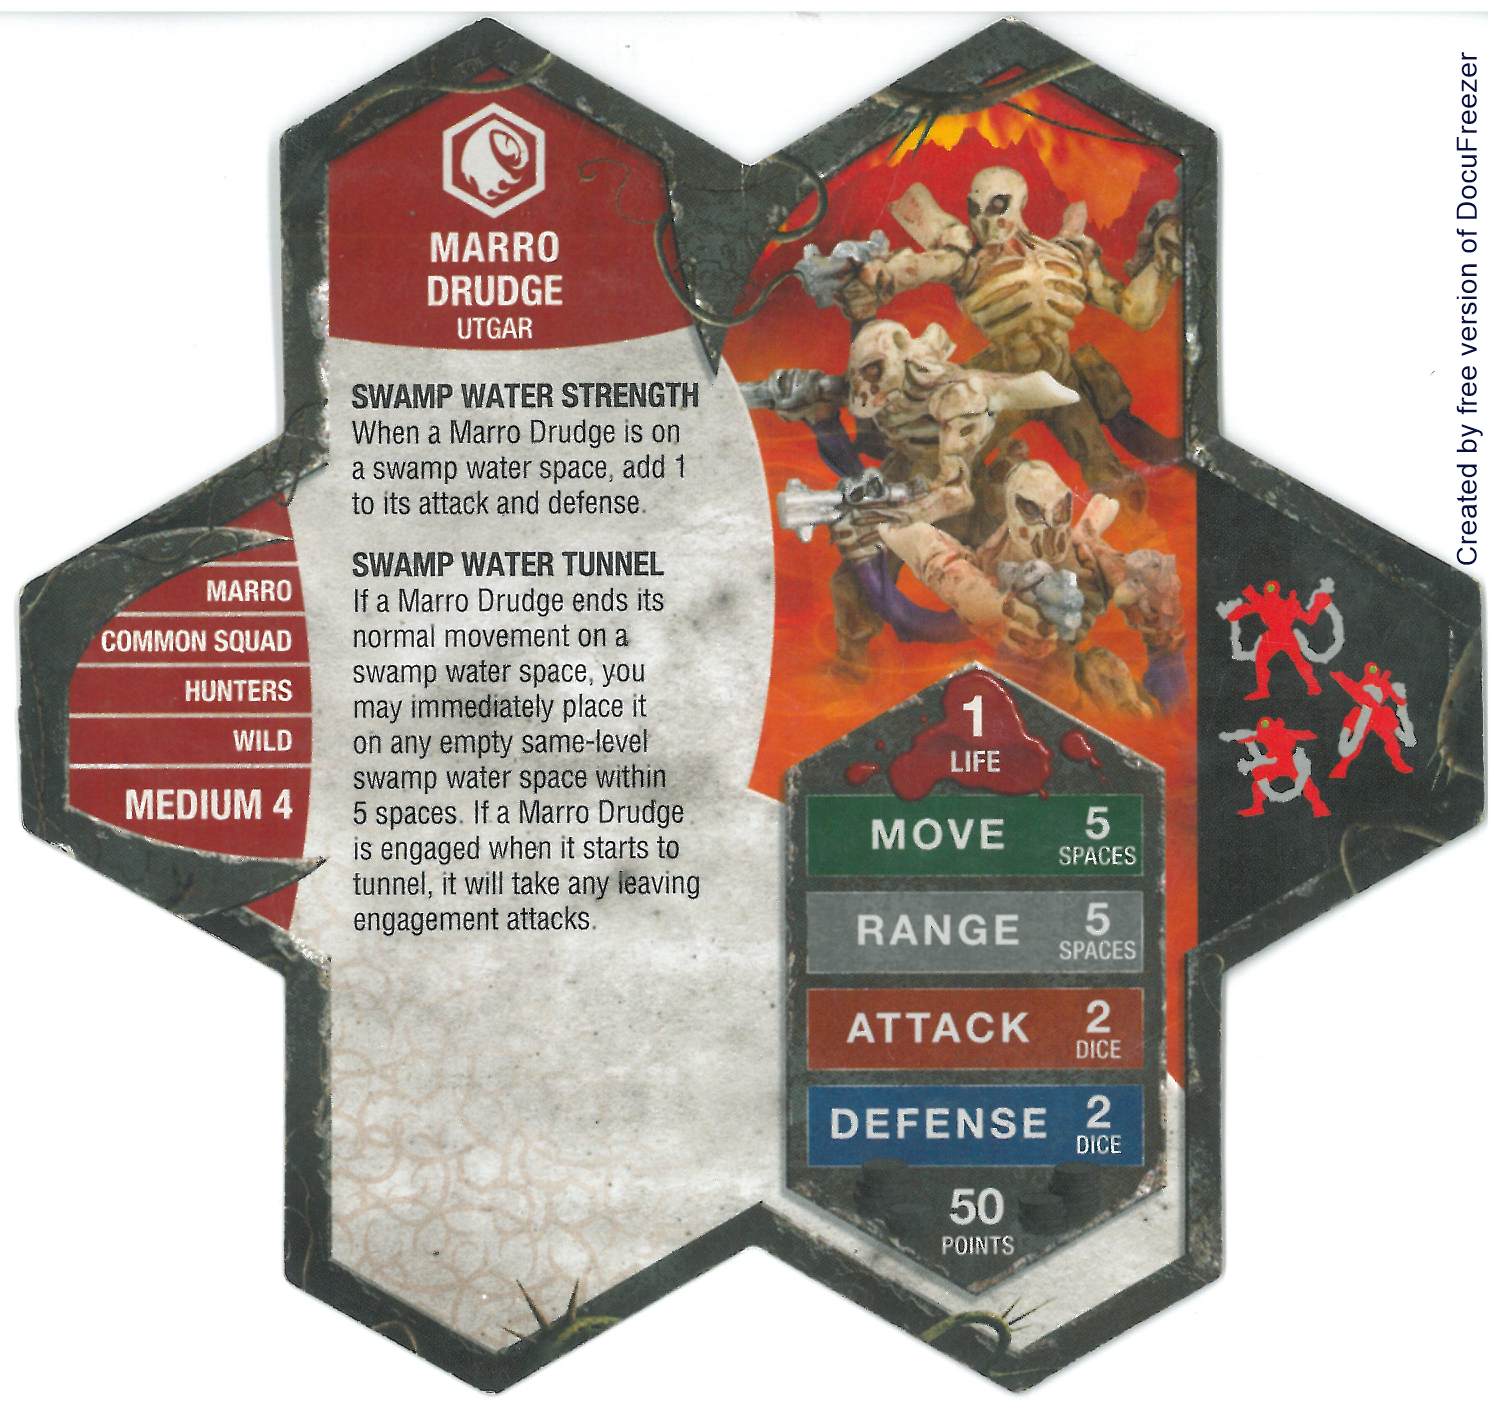 MARRO
DRUDGE
UTGAR
SWAMP WATER STRENGTH
When a Marro Drudge is on
a swamp water space, add 1
to its attack and defense.
SWAMP WATER TUNNEL
If a Marro Drudge ends its
normal movement on a
swamp water space, you
may immediately place it
on any empty same-level
swamp water space within
5 spaces. If a Marro Drudge
is engaged when it starts to
tunnel, it will take any leaving
engagement attacks.
MARRO
COMMON SQUAD
HUNTERS
WILD
MEDIUM 4
1
LIFE
MOVE 5
SPACES
RANGE 5
SPACES
ATTACK 2
DICE
DEFENSE 2
DICE
50
POINTS
Created by free version of DocuFreezer